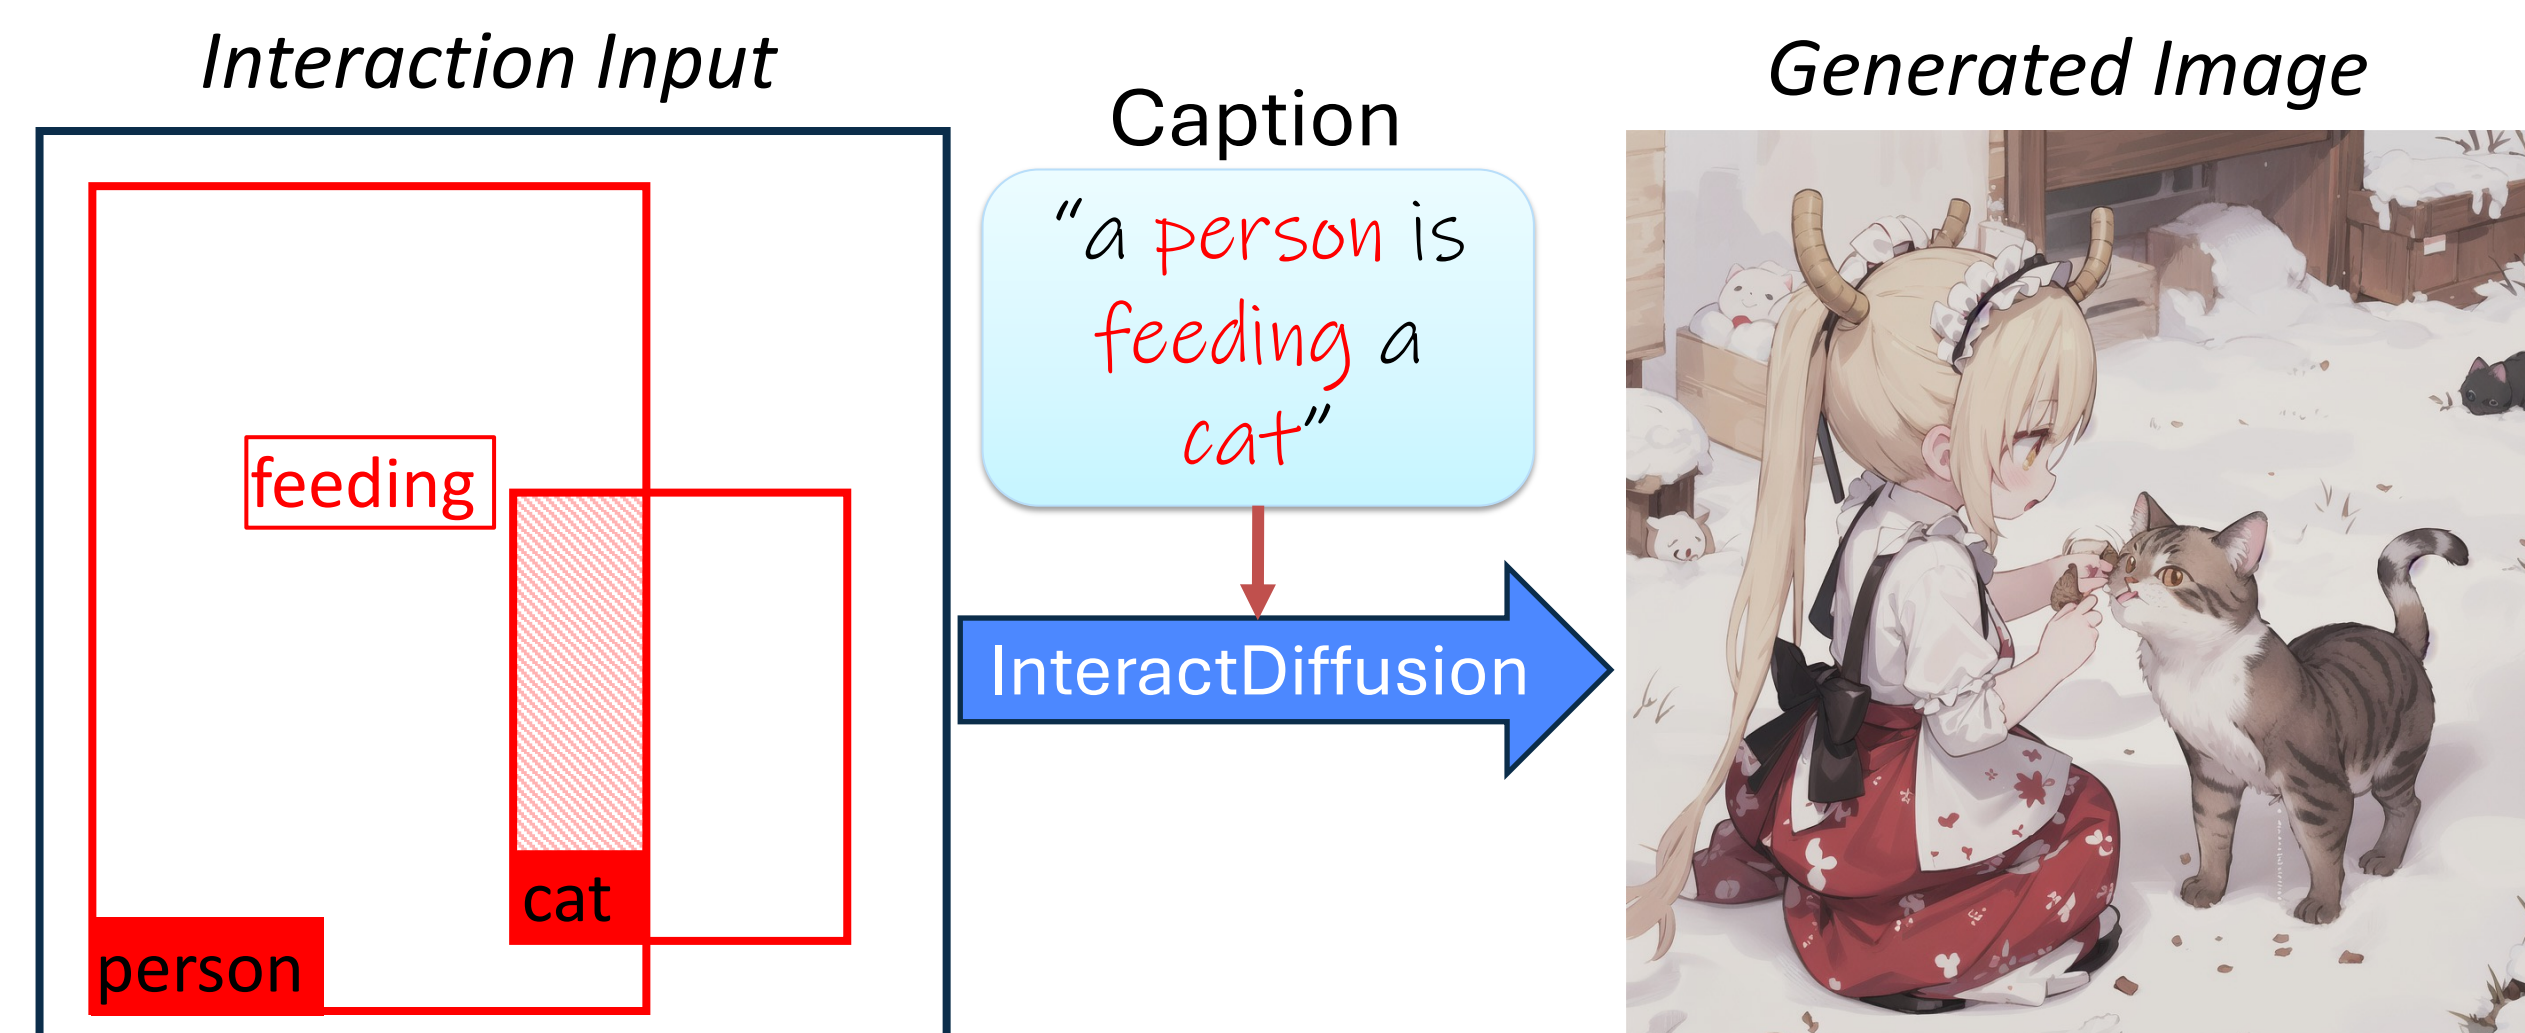 Interaction Input
feeding
cat
person
Caption
“a person is
feeding a
cat”
InteractDiffusion
Generated Image